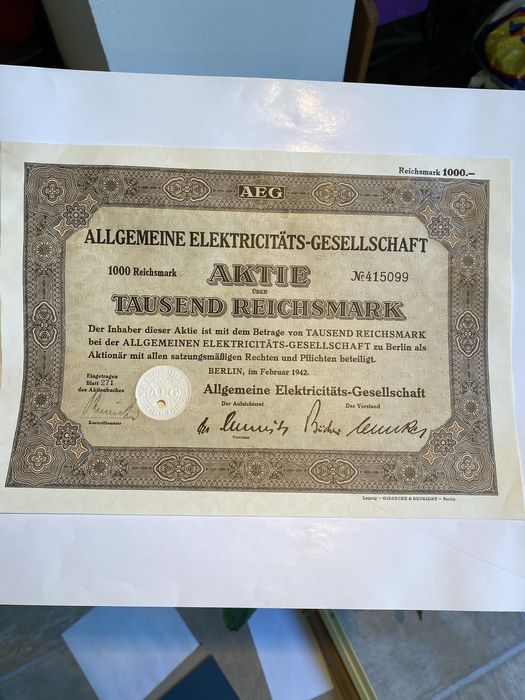 Reichsmark 1000.—
AEG
ALLGEMEINE ELEKTRICITÄTS-GESELLSCHAFT
1000 Reichsmark AKTIE № 415099
ÜBER
TAUSEND REICHSMARK
Der Inhaber dieser Aktie ist mit dem Betrage von TAUSEND REICHSMARK
bei der ALLGEMEINEN ELEKTRICITÄTS-GESELLSCHAFT zu Berlin als
Aktionär mit allen satzungsmäßigen Rechten und Pflichten beteiligt.
BERLIN, im Februar 1942.
Eingetragen
Blatt 271
des Aktienbuches
Kontrollbeamter
AEG
Allgemeine Elektricitäts-Gesellschaft
Der Aufsichtsrat Der Vorstand
Vorsitzer
Leipzig — GIESECKE & DEVRIENT — Berlin